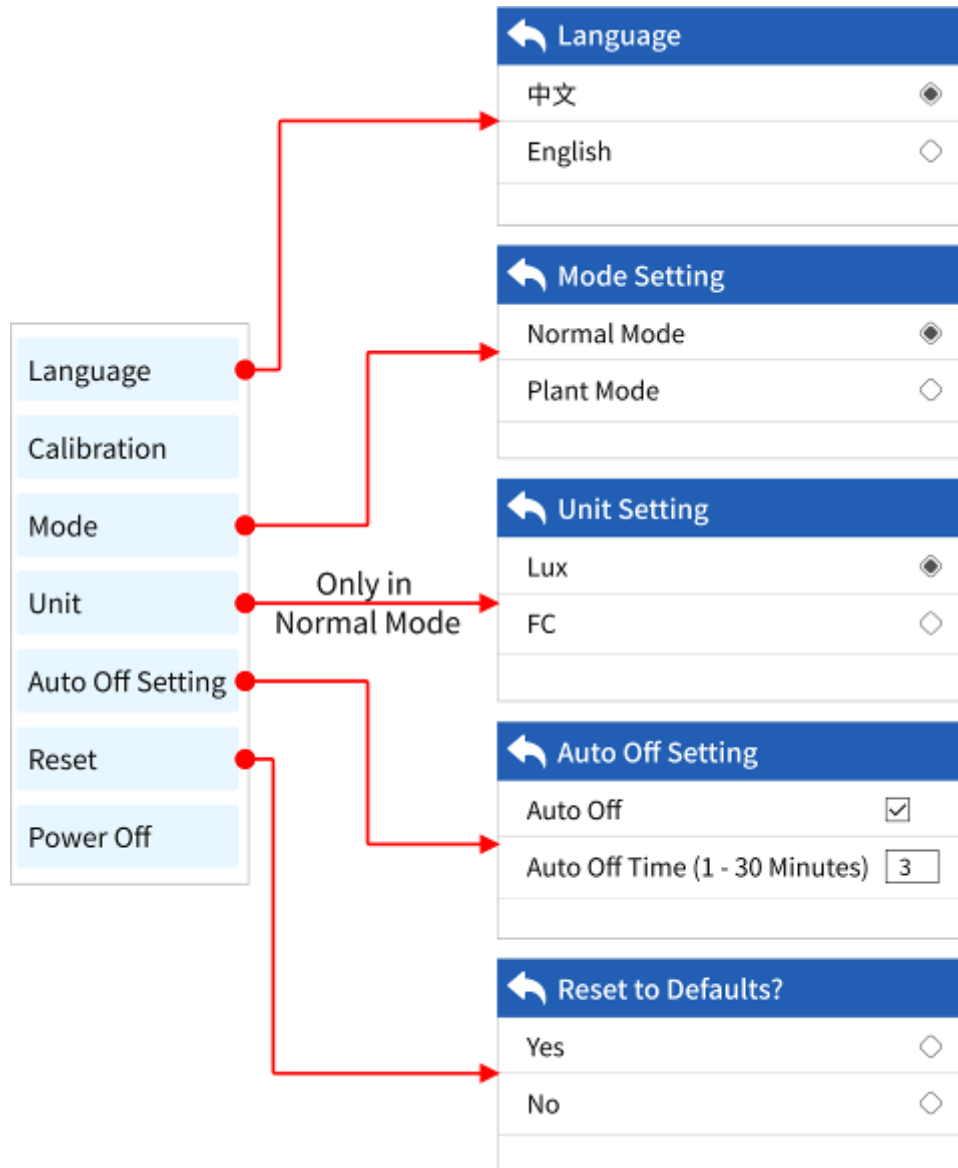 Language
Calibration
Mode
Unit
Auto Off Setting
Reset
Power Off
Only in
Normal Mode
Language
中文
English
Mode Setting
Normal Mode
Plant Mode
Unit Setting
Lux
FC
Auto Off Setting
Auto Off
Auto Off Time (1 - 30 Minutes) 3
Reset to Defaults?
Yes
No